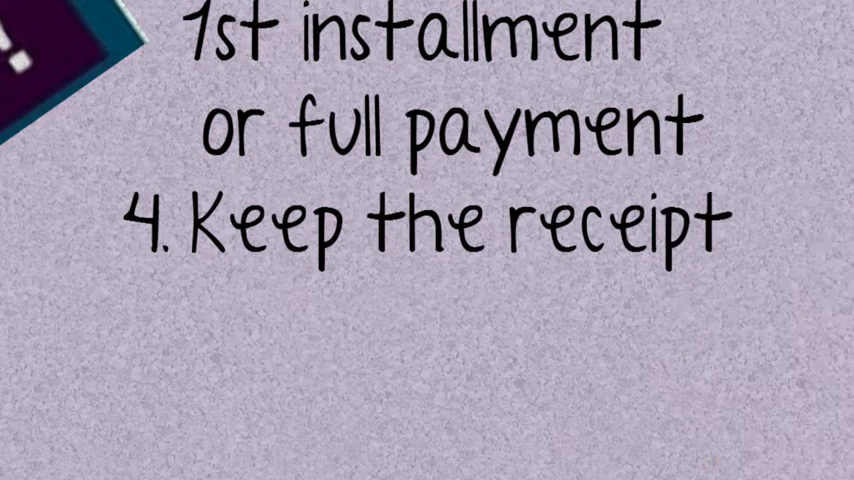 !
1st installment
or full payment
4. Keep the receipt